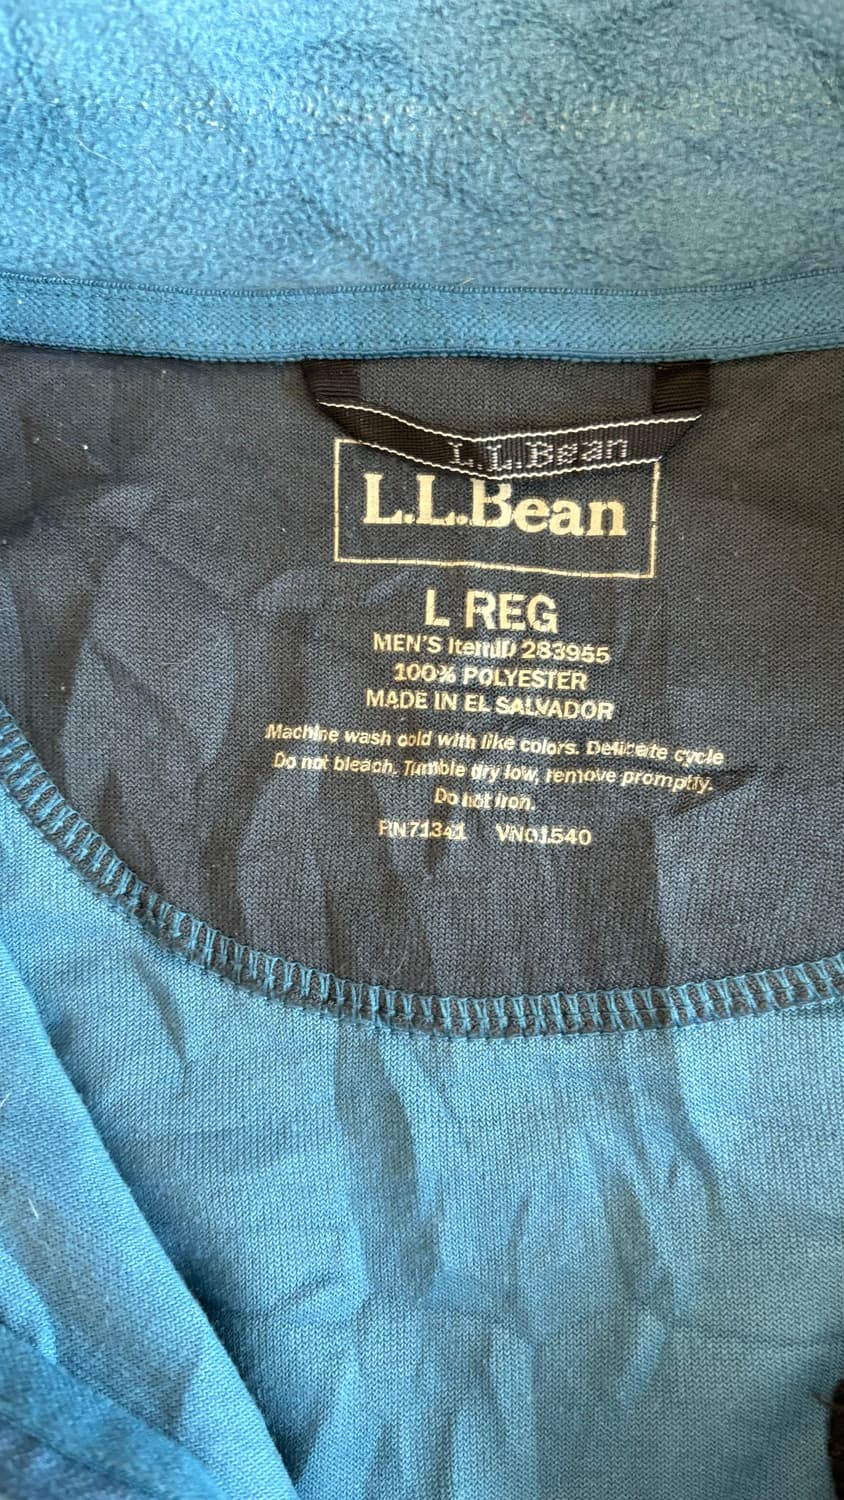 L.L.Bean
L.L.Bean
L REG
MEN'S ItemID 283955
100% POLYESTER
MADE IN EL SALVADOR
Machine wash cold with like colors. Delicate cycle
Do not bleach. Tumble dry low, remove promptly.
Do not iron.
PN71341 VN01540